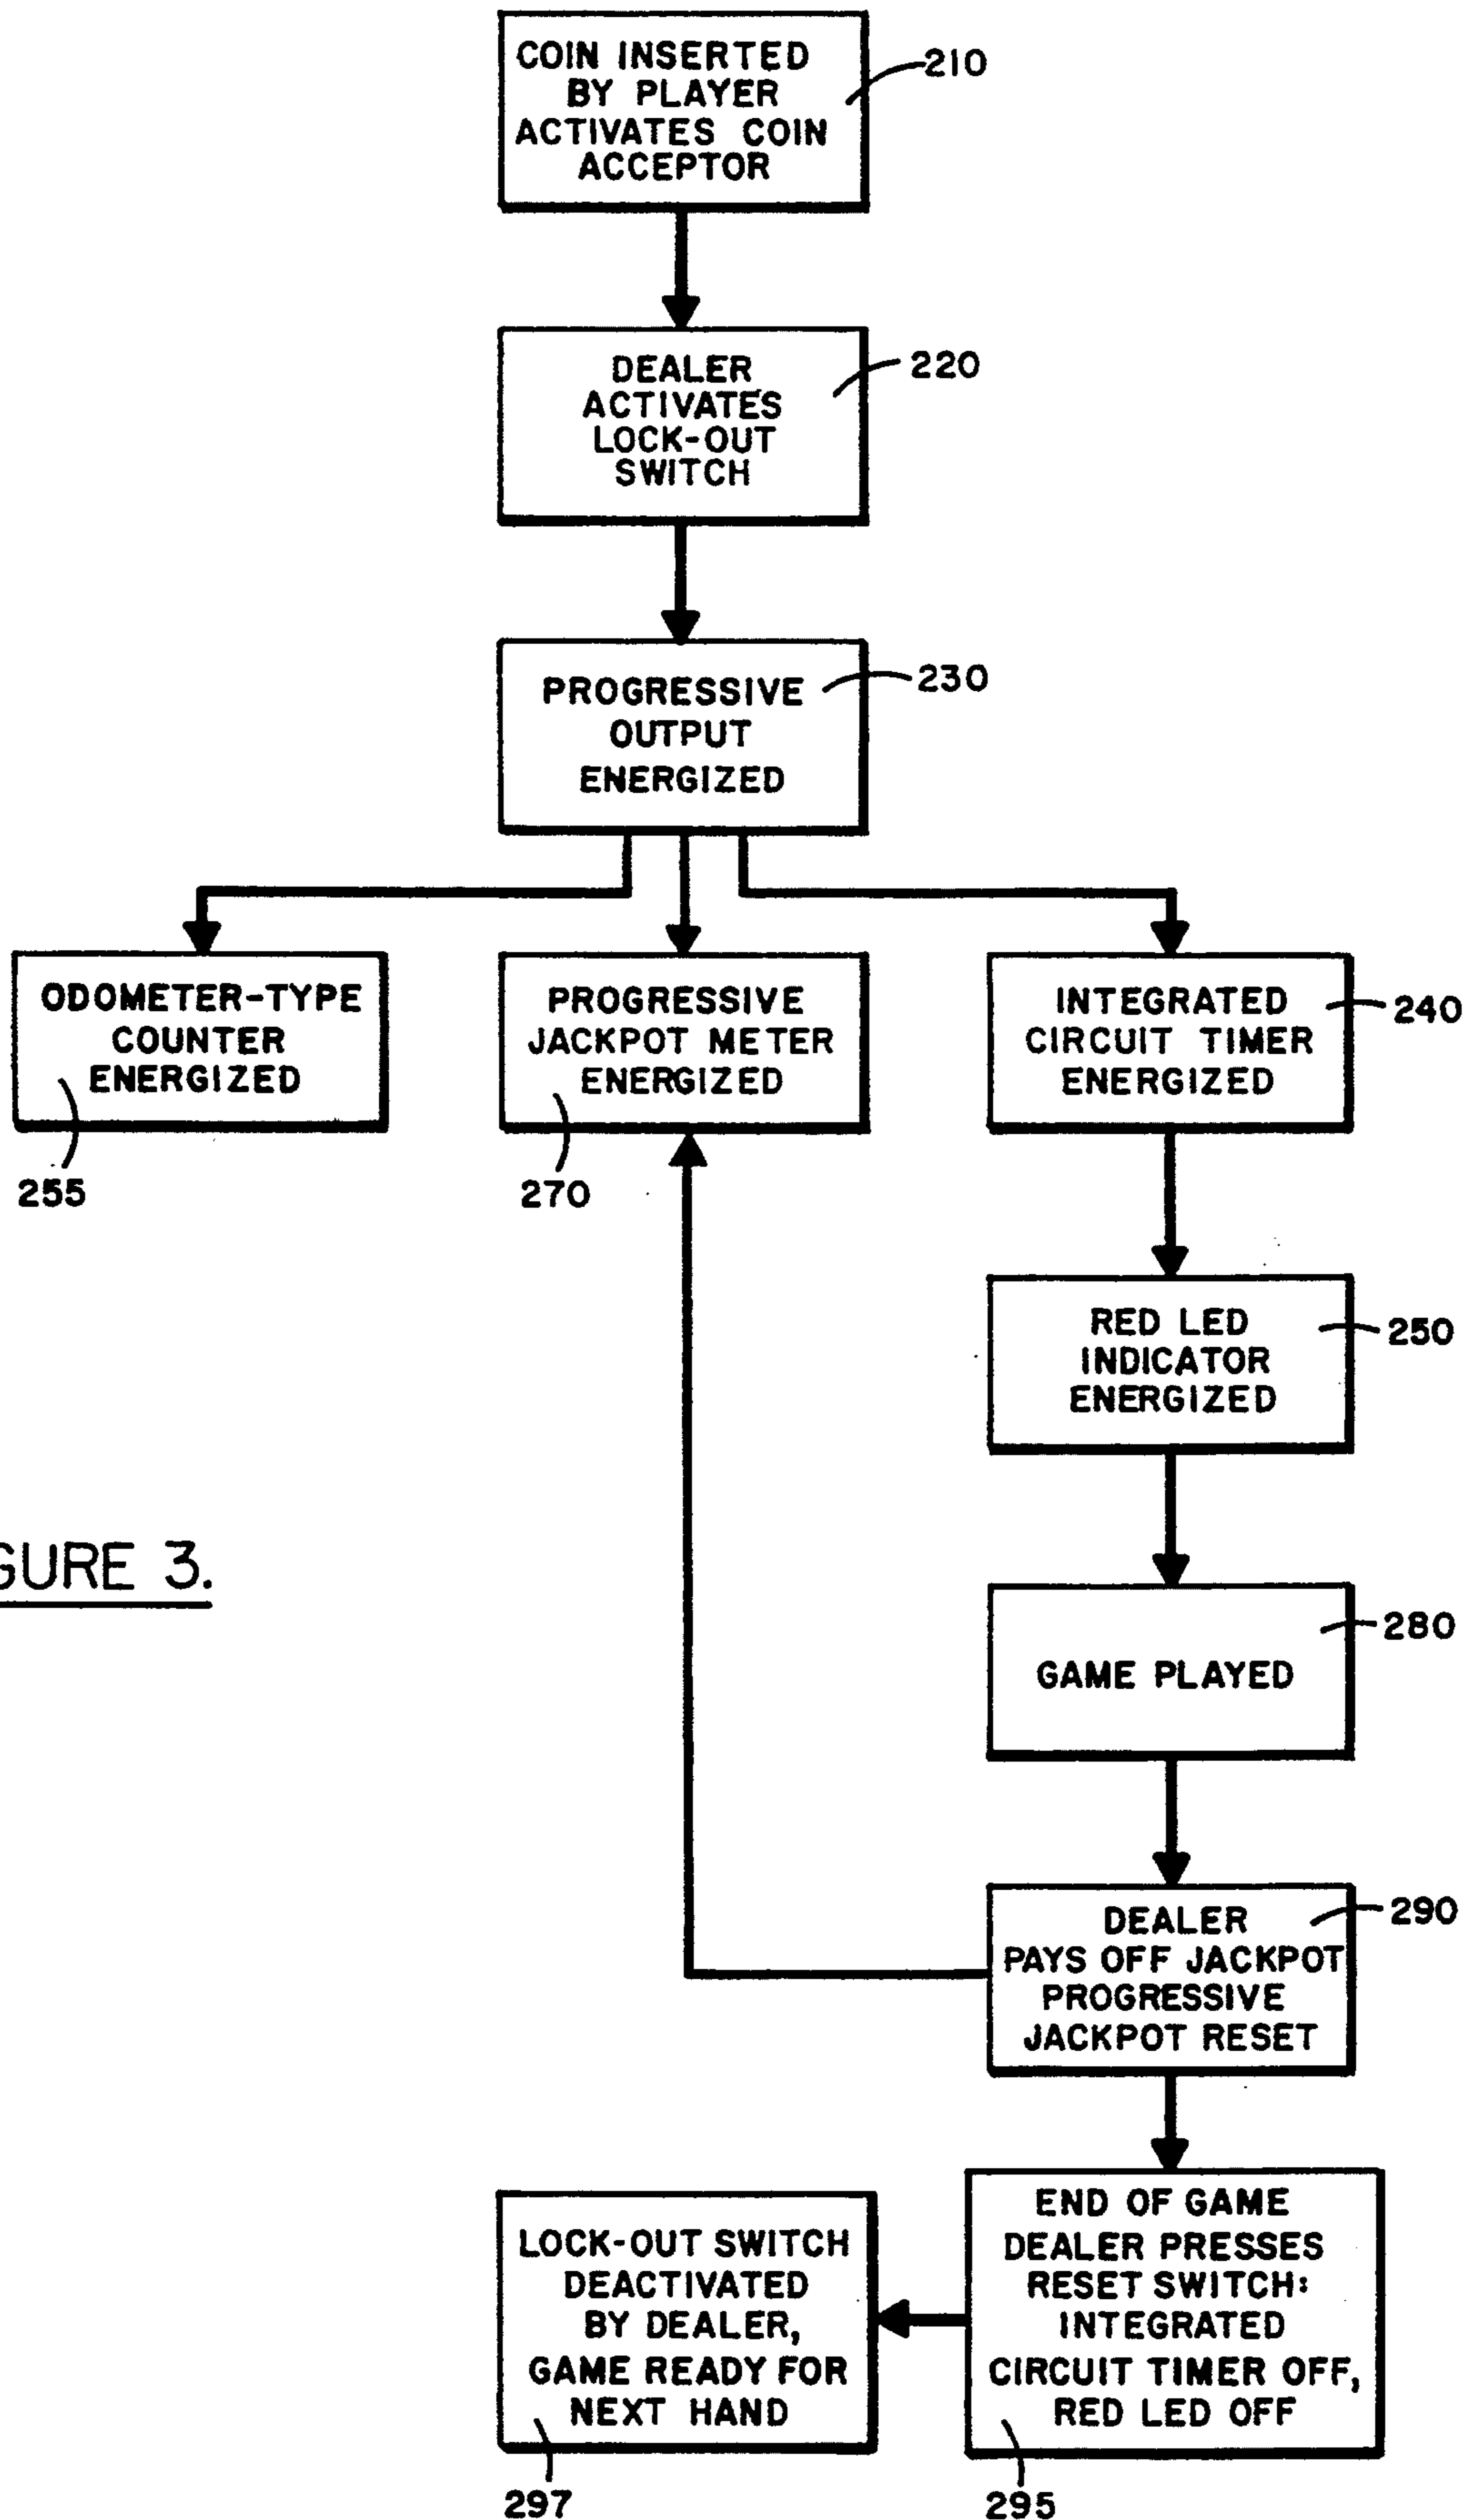 COIN INSERTED
BY PLAYER
ACTIVATES COIN
ACCEPTOR
210
DEALER
ACTIVATES
LOCK-OUT
SWITCH
220
PROGRESSIVE
OUTPUT
ENERGIZED
230
ODOMETER-TYPE
COUNTER
ENERGIZED
255
PROGRESSIVE
JACKPOT METER
ENERGIZED
270
INTEGRATED
CIRCUIT TIMER
ENERGIZED
240
RED LED
INDICATOR
ENERGIZED
250
GURE 3.
GAME PLAYED
280
DEALER
PAYS OFF JACKPOT
PROGRESSIVE
JACKPOT RESET
290
END OF GAME
DEALER PRESSES
RESET SWITCH:
INTEGRATED
CIRCUIT TIMER OFF,
RED LED OFF
295
LOCK-OUT SWITCH
DEACTIVATED
BY DEALER,
GAME READY FOR
NEXT HAND
297